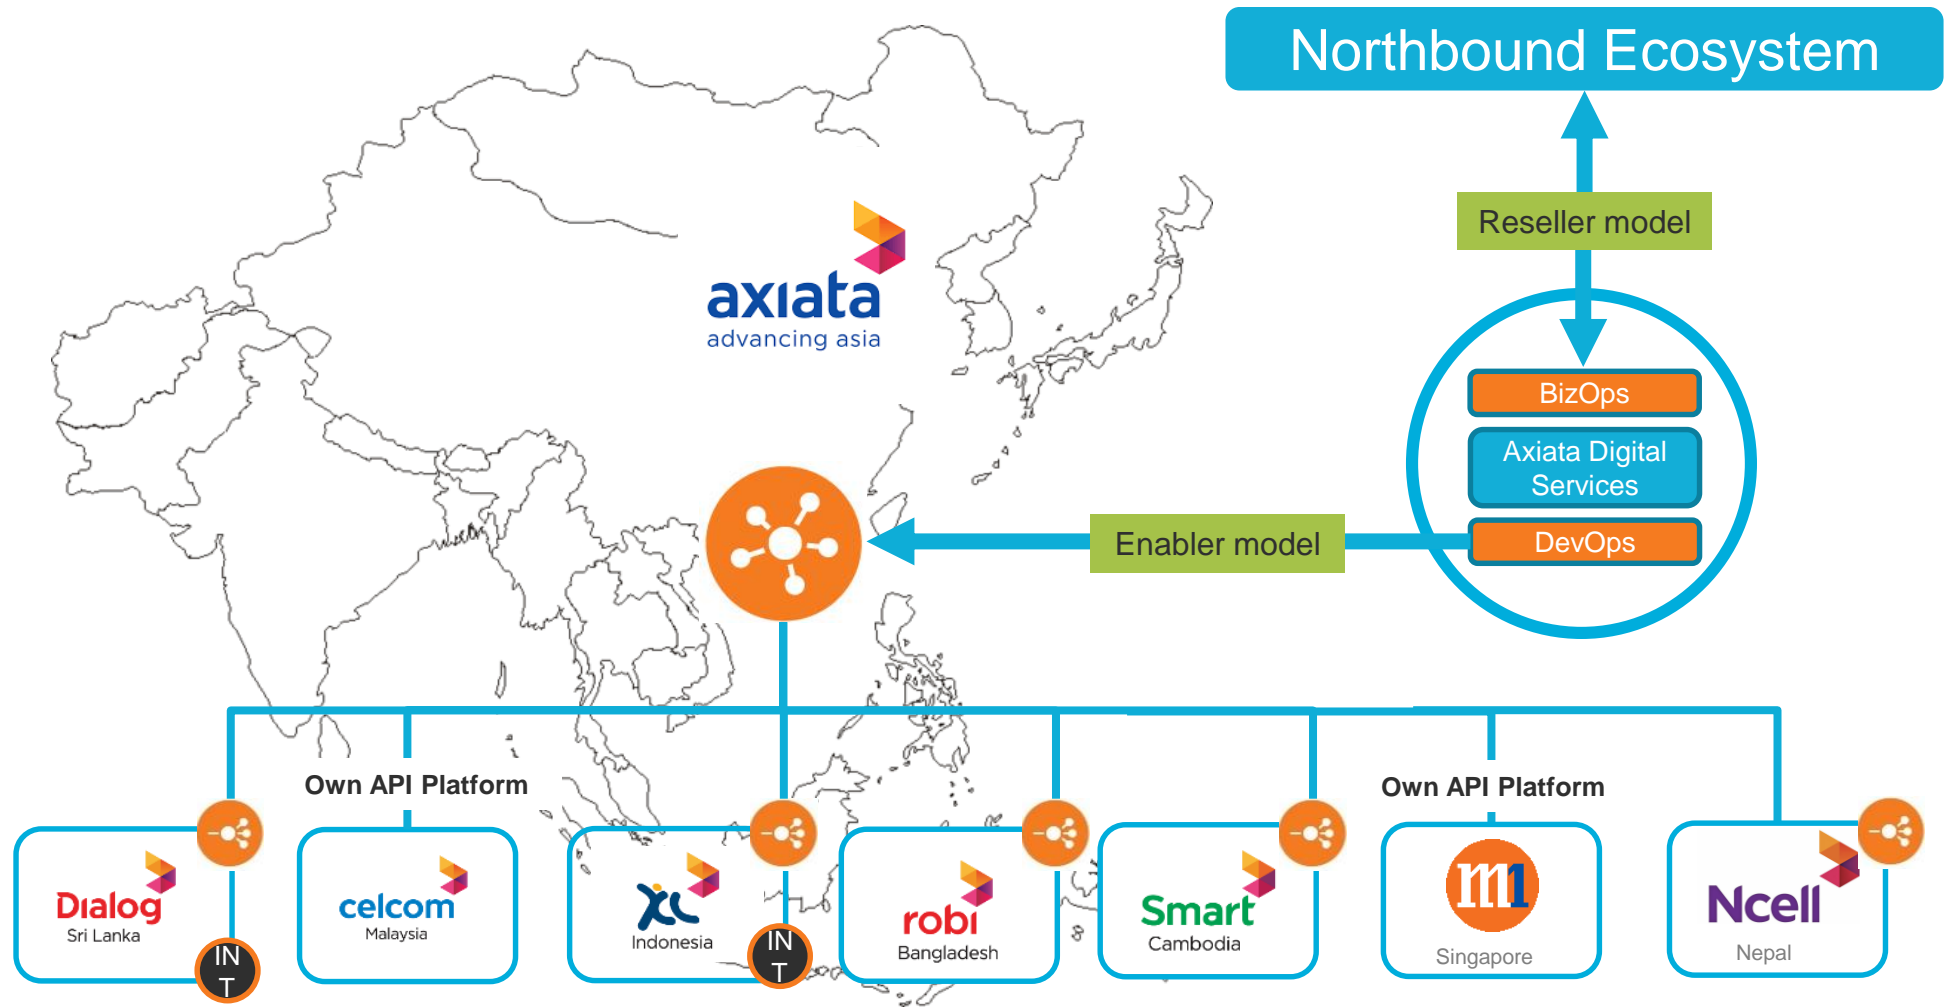 Northbound Ecosystem
Reseller model
axiata
advancing asia
BizOps
Axiata Digital
Services
DevOps
Enabler model
Own API Platform
Own API Platform
Dialog
Sri Lanka
IN
T
celcom
Malaysia
XL
Indonesia
IN
T
robi
Bangladesh
Smart
Cambodia
m1
Singapore
Ncell
Nepal